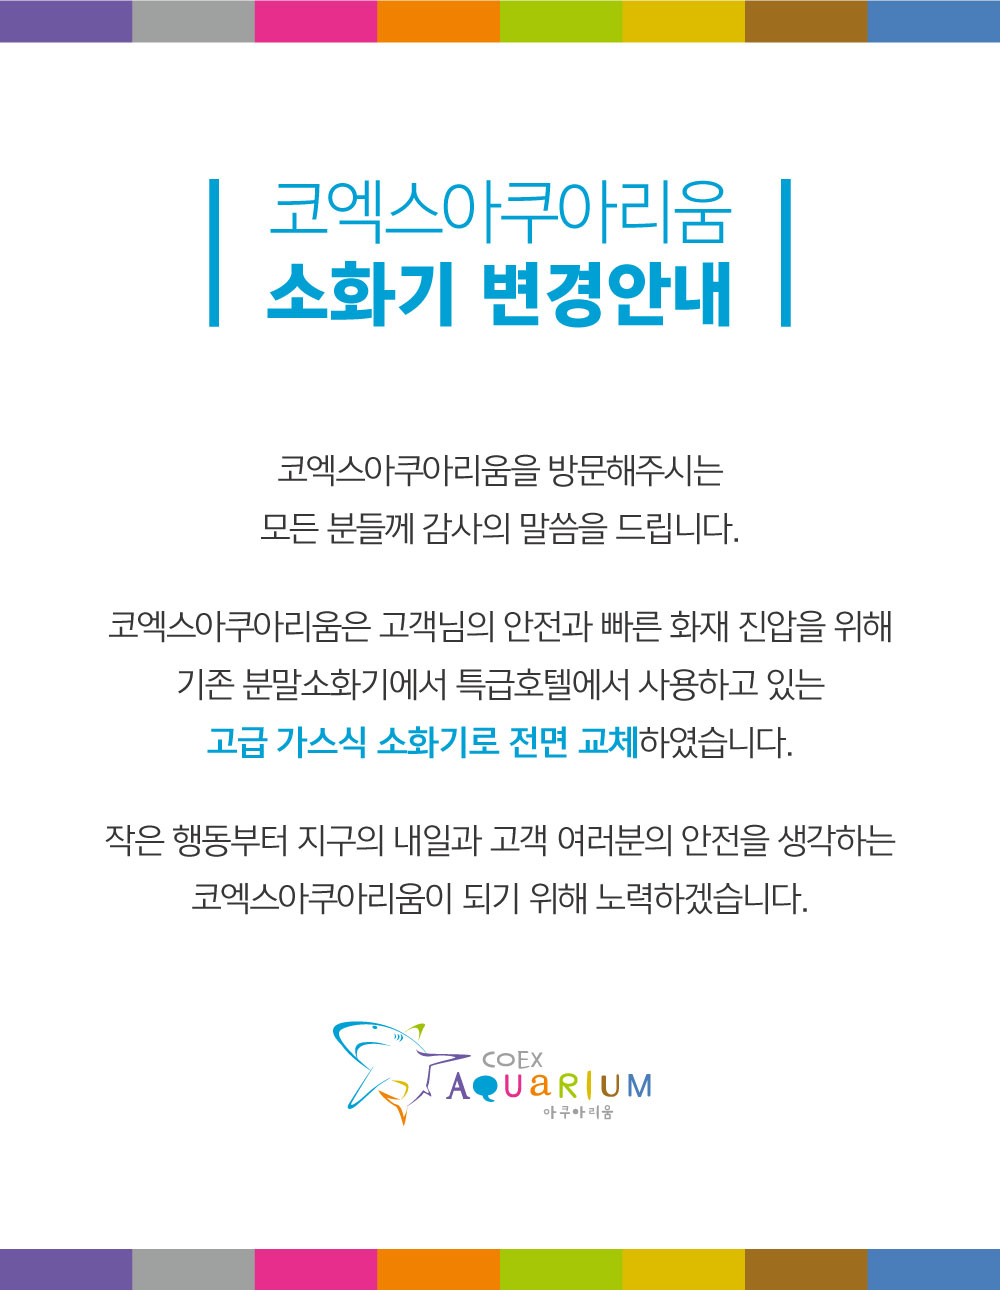 코엑스아쿠아리움
소화기 변경안내
코엑스아쿠아리움을 방문해주시는
모든 분들께 감사의 말씀을 드립니다.
코엑스아쿠아리움은 고객님의 안전과 빠른 화재 진압을 위해
기존 분말소화기에서 특급호텔에서 사용하고 있는
고급 가스식 소화기로 전면 교체하였습니다.
작은 행동부터 지구의 내일과 고객 여러분의 안전을 생각하는
코엑스아쿠아리움이 되기 위해 노력하겠습니다.
COEX
AQUARIUM
아쿠아리움